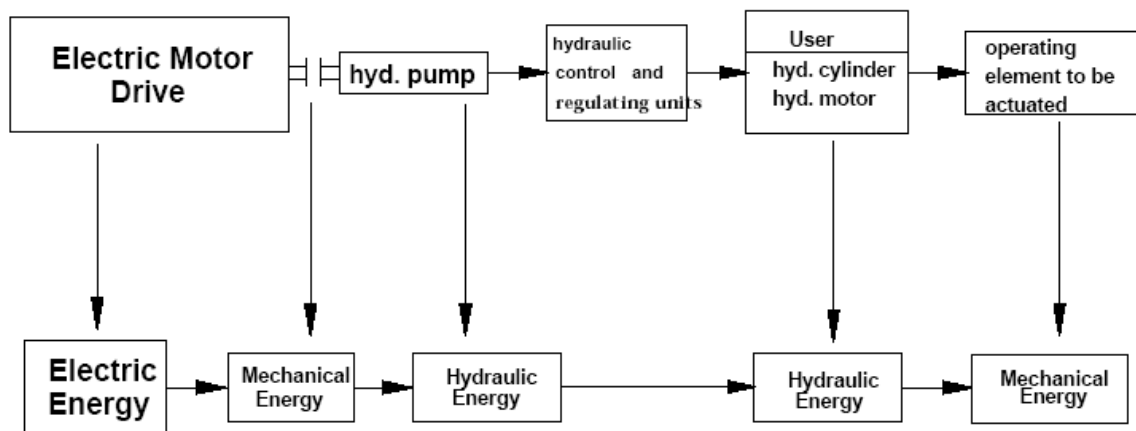 Electric Motor
Drive
hyd. pump
hydraulic
control and
regulating units
User
hyd. cylinder
hyd. motor
operating
element to be
actuated
Electric
Energy
Mechanical
Energy
Hydraulic
Energy
Hydraulic
Energy
Mechanical
Energy